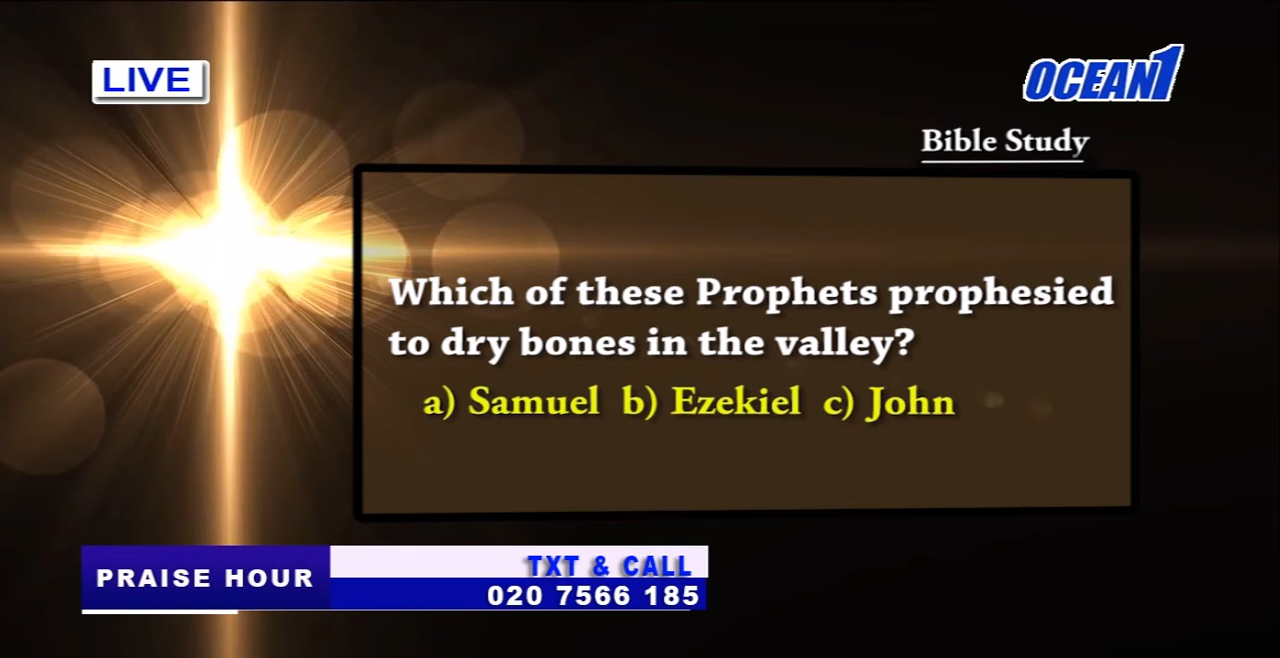 LIVE
OCEAN1
Bible Study
Which of these Prophets prophesied
to dry bones in the valley?
a) Samuel b) Ezekiel c) John
PRAISE HOUR
TXT & CALL
020 7566 185